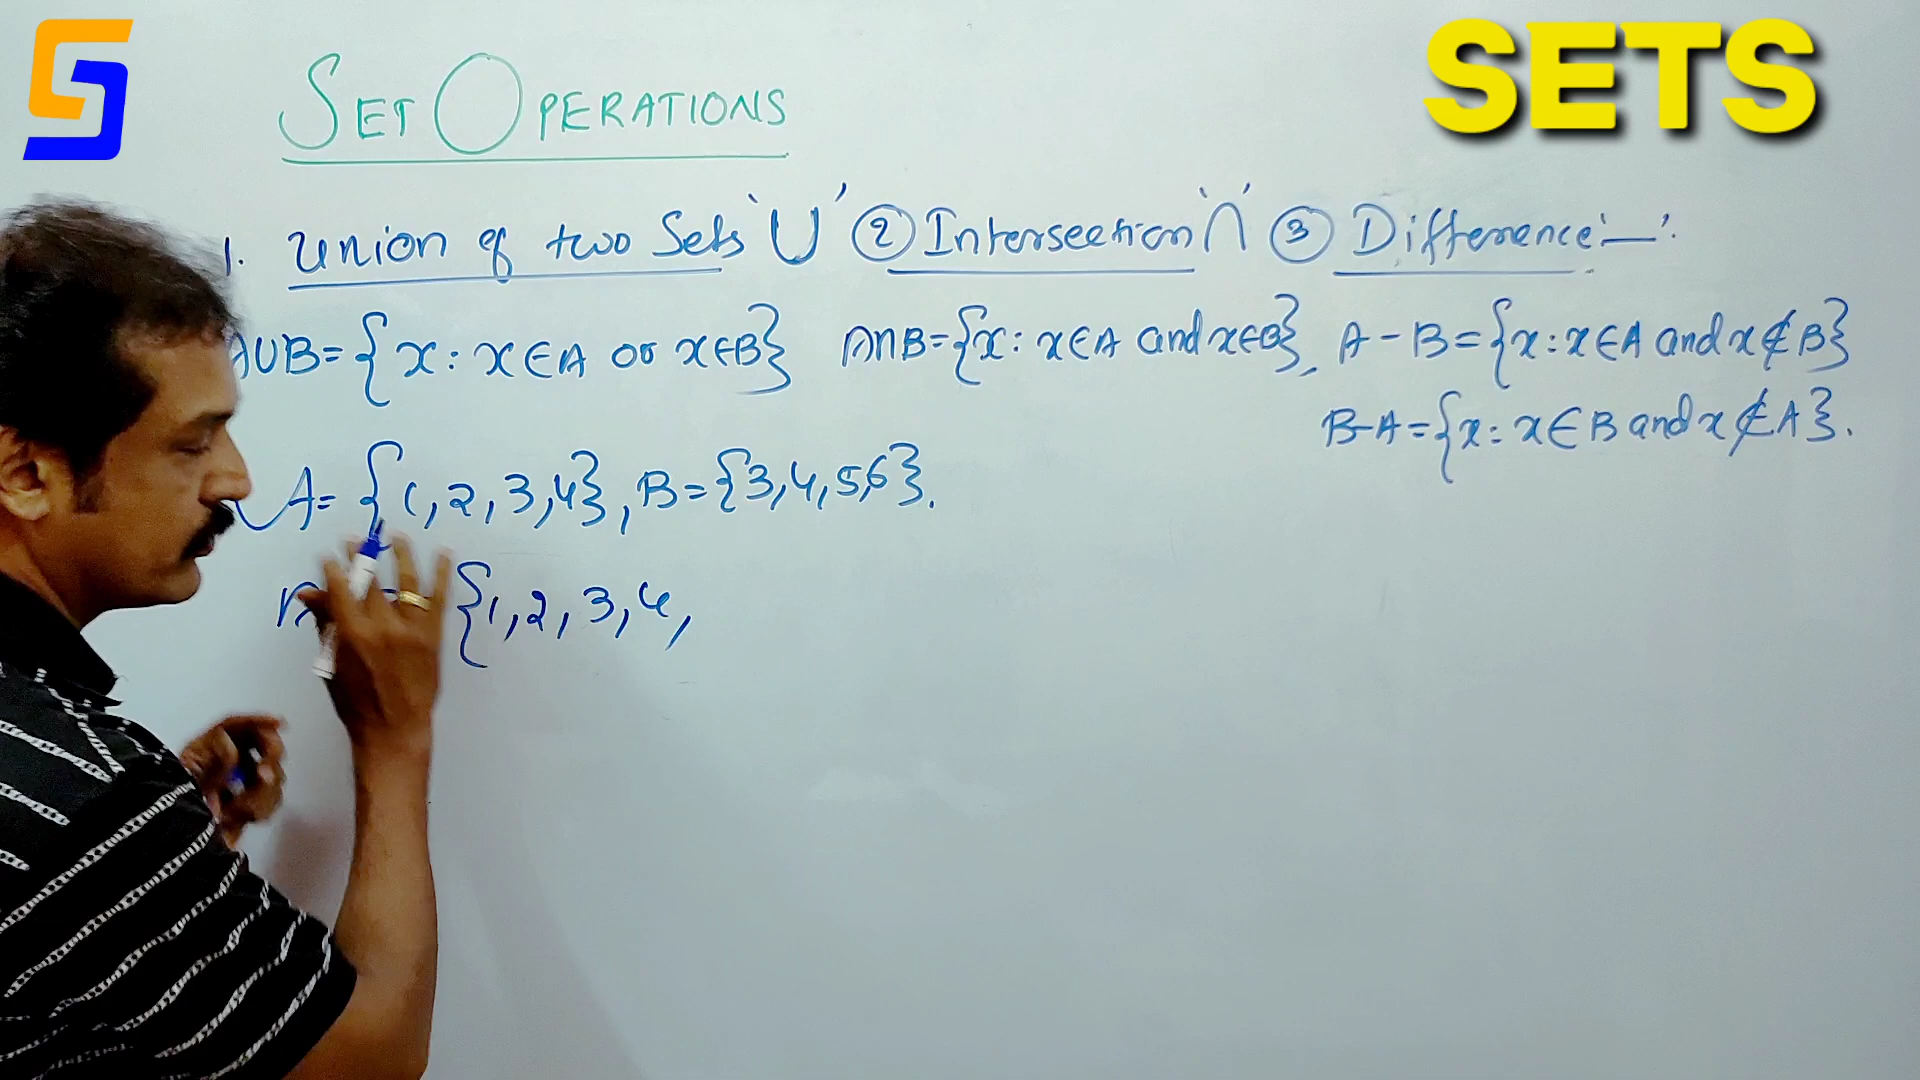 SETS
SET OPERATIONS
1. Union of two Sets '∪' ② Intersection '∩' ③ Difference '—'.
A∪B = {x : x∈A or x∈B} A∩B = {x : x∈A and x∈B}, A - B = {x : x∈A and x∉B}
B-A = {x : x∈B and x∉A}.
A = {1, 2, 3, 4}, B = {3, 4, 5, 6}.
{1, 2, 3, 4,